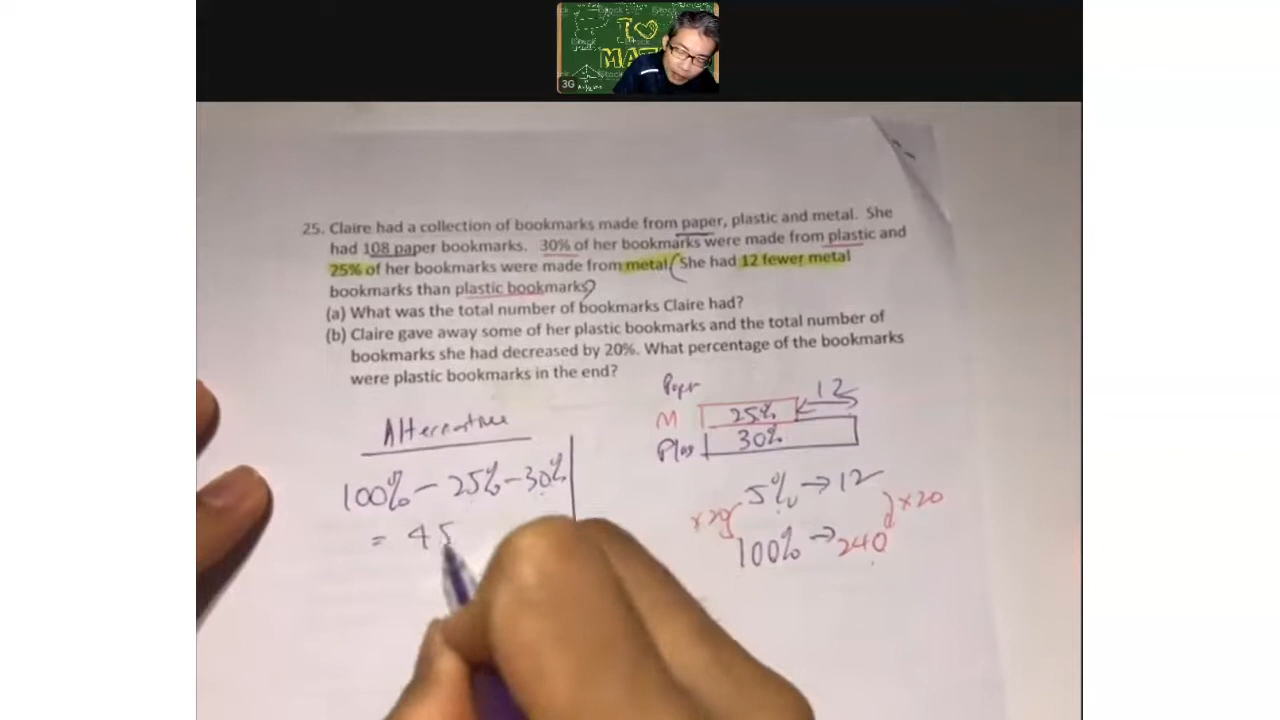 I ♡
MAT
3G
25. Claire had a collection of bookmarks made from paper, plastic and metal. She
had 108 paper bookmarks. 30% of her bookmarks were made from plastic and
25% of her bookmarks were made from metal. She had 12 fewer metal
bookmarks than plastic bookmarks.
(a) What was the total number of bookmarks Claire had?
(b) Claire gave away some of her plastic bookmarks and the total number of
bookmarks she had decreased by 20%. What percentage of the bookmarks
were plastic bookmarks in the end?
Alternative
100% - 25% - 30%
= 45
Paper
12
M 25%
Plas 30%
5% → 12
x20 x20
100% → 240